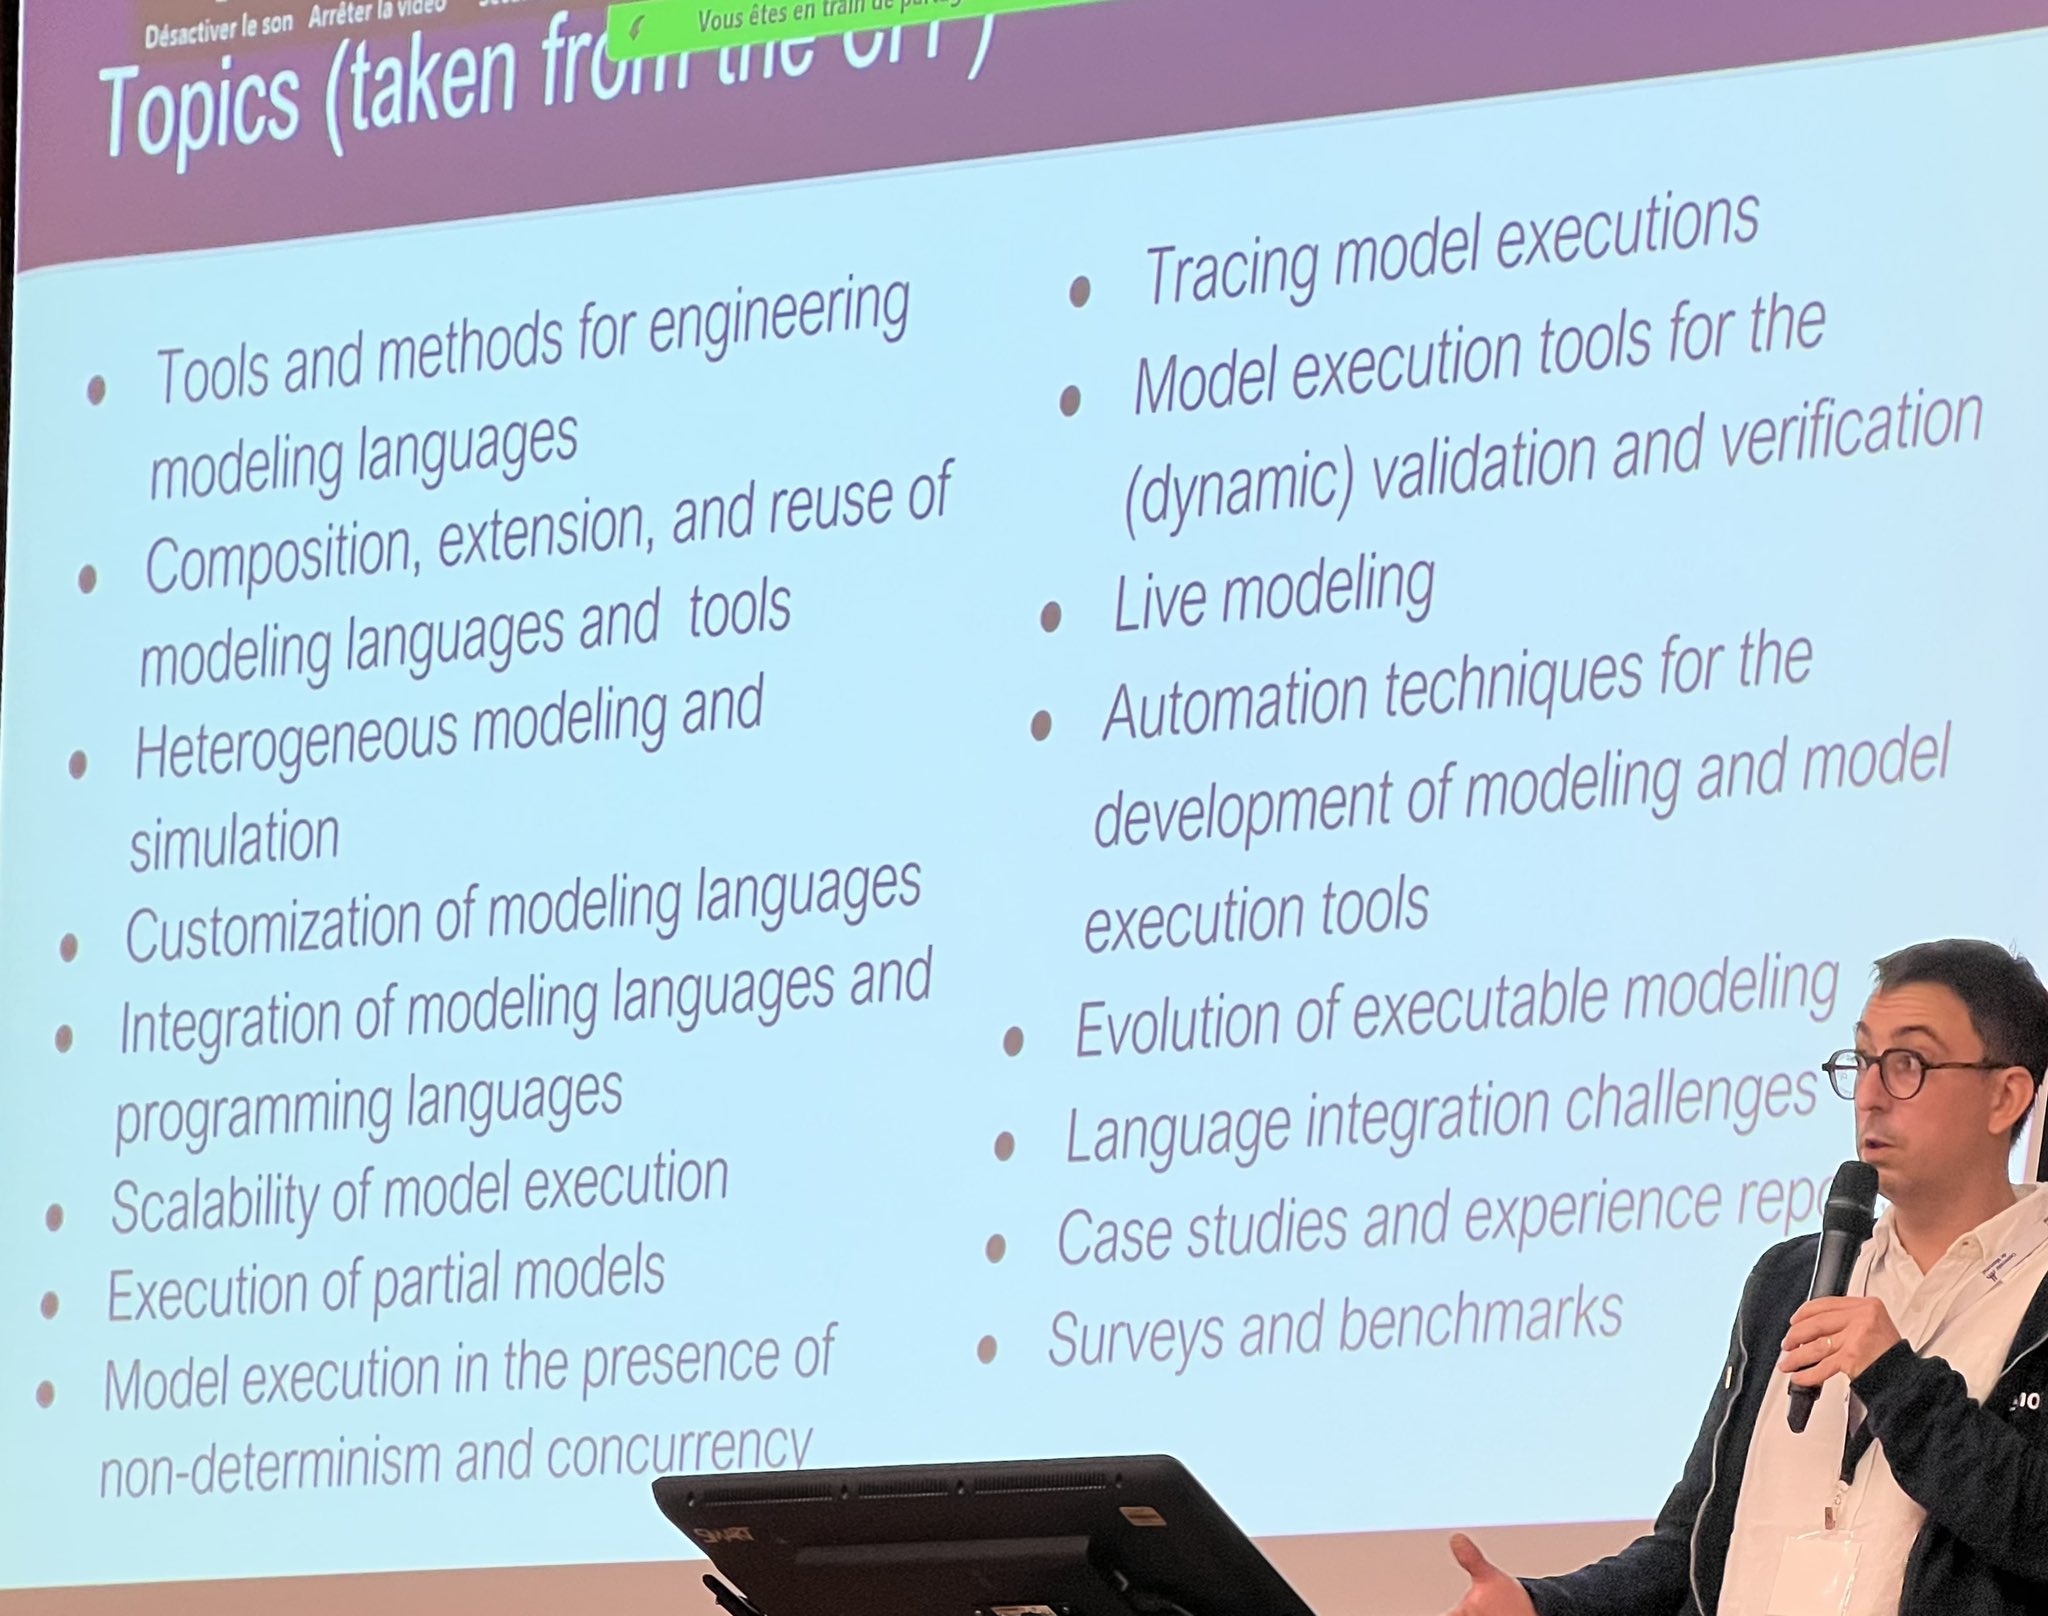 Désactiver le son Arrêter la vidéo
Vous êtes en train de
Topics (taken from the CFP)
Tools and methods for engineering
modeling languages
Composition, extension, and reuse of
modeling languages and tools
Heterogeneous modeling and
simulation
Customization of modeling languages
Integration of modeling languages and
programming languages
Scalability of model execution
Execution of partial models
Model execution in the presence of
non-determinism and concurrency
Tracing model executions
Model execution tools for the
(dynamic) validation and verification
Live modeling
Automation techniques for the
development of modeling and model
execution tools
Evolution of executable modeling
Language integration challenges
Case studies and experience
Surveys and benchmarks
SMART